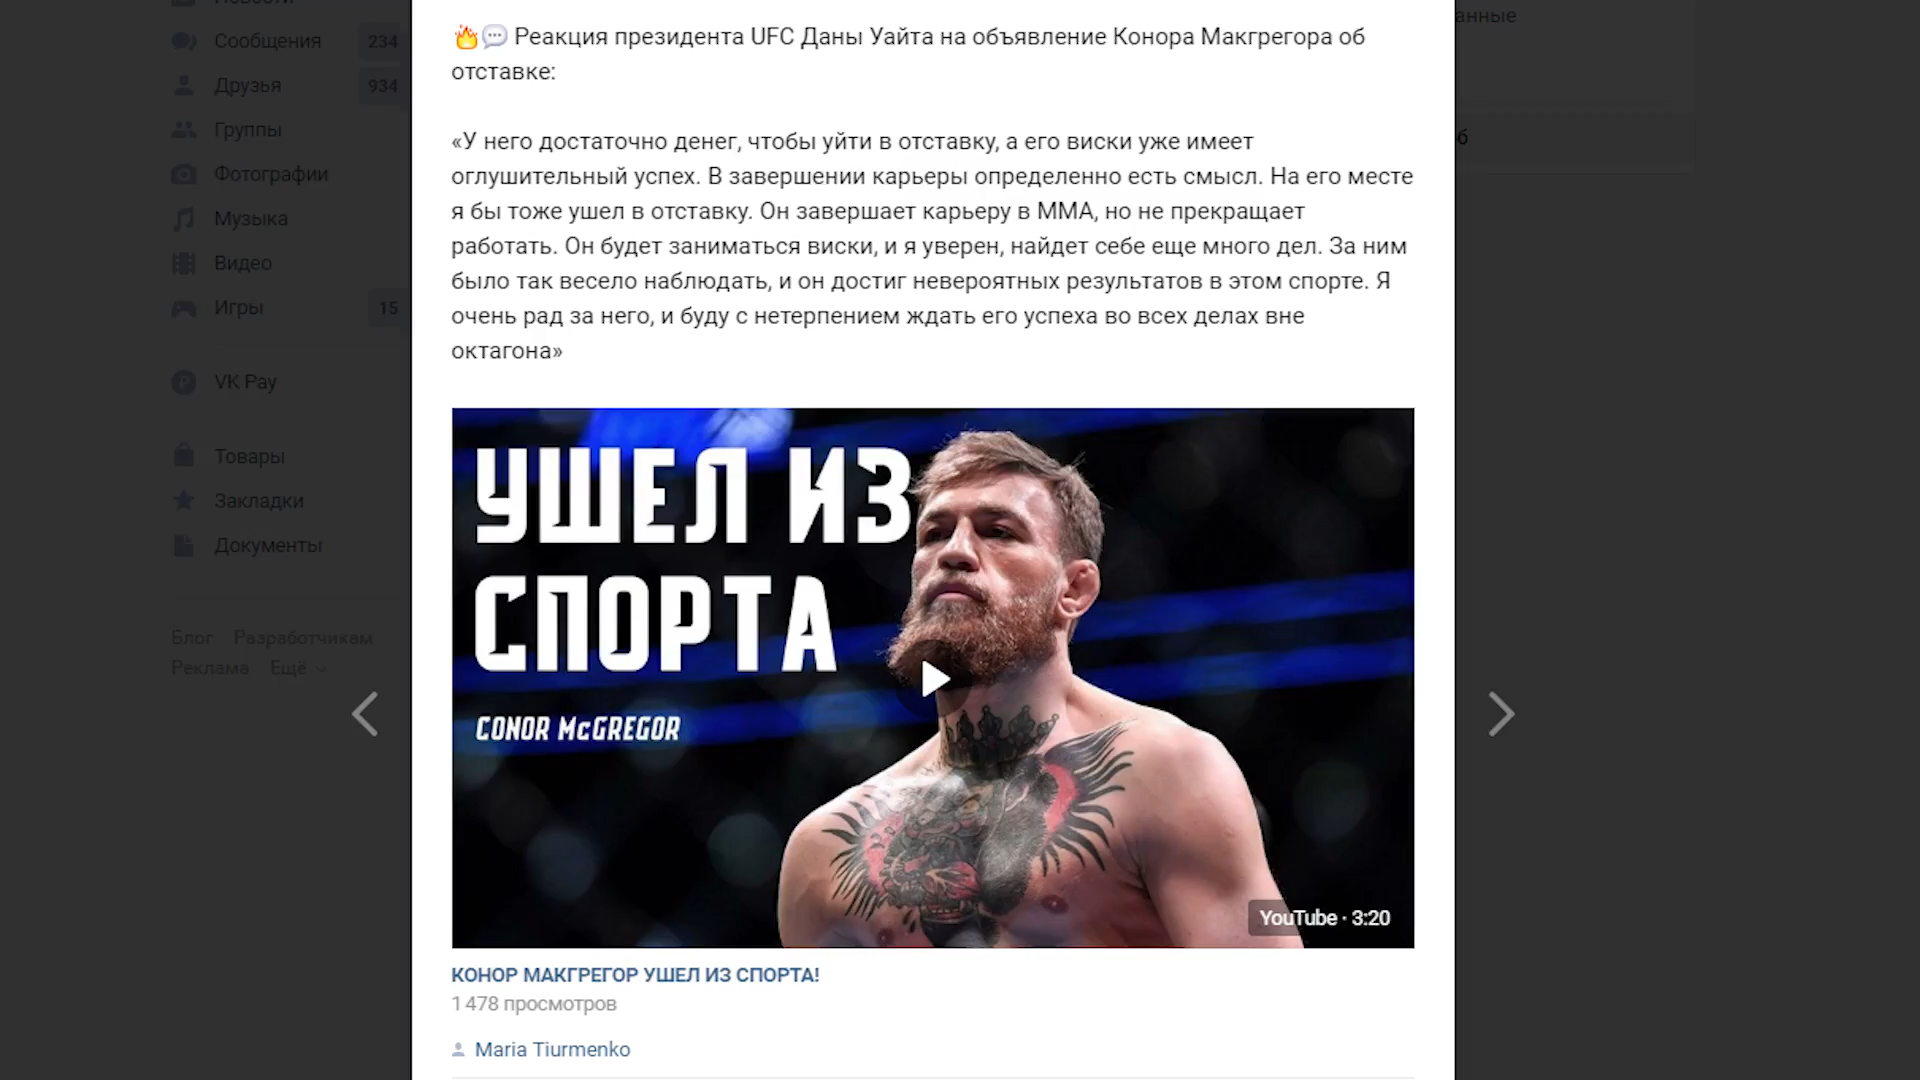 Новости
Сообщения 234
Друзья 934
Группы
Фотографии
Музыка
Видео
Игры 15
VK Pay
Товары
Закладки
Документы
Блог Разработчикам
Реклама Ещё
Реакция президента UFC Даны Уайта на объявление Конора Макгрегора об
отставке:
«У него достаточно денег, чтобы уйти в отставку, а его виски уже имеет
оглушительный успех. В завершении карьеры определенно есть смысл. На его месте
я бы тоже ушел в отставку. Он завершает карьеру в ММА, но не прекращает
работать. Он будет заниматься виски, и я уверен, найдет себе еще много дел. За ним
было так весело наблюдать, и он достиг невероятных результатов в этом спорте. Я
очень рад за него, и буду с нетерпением ждать его успеха во всех делах вне
октагона»
УШЕЛ ИЗ
СПОРТА
CONOR McGREGOR
YouTube · 3:20
КОНОР МАКГРЕГОР УШЕЛ ИЗ СПОРТА!
1 478 просмотров
Maria Tiurmenko